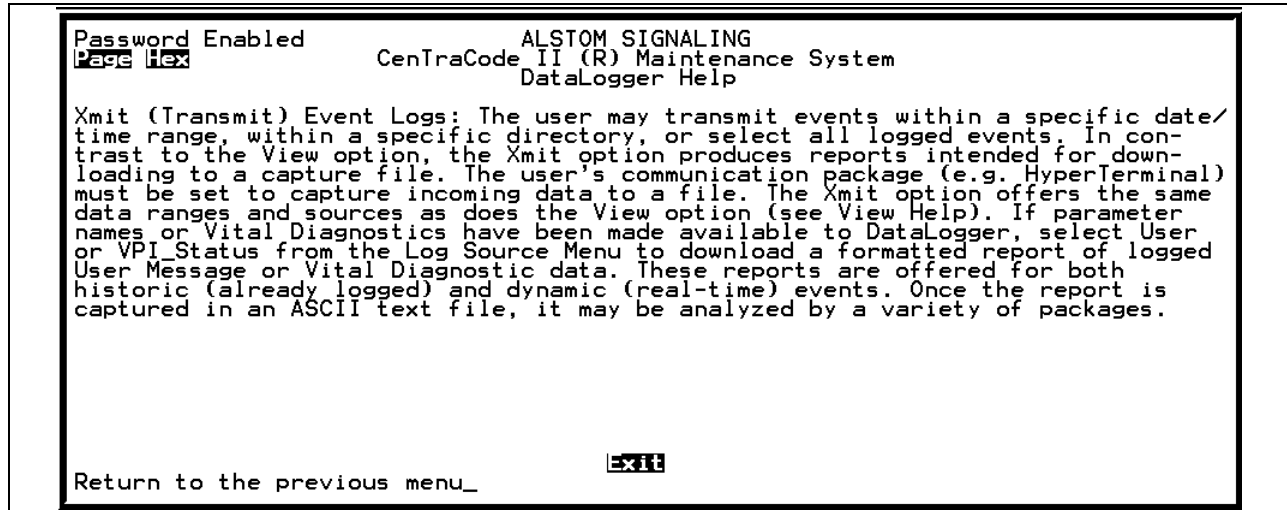 Password Enabled ALSTOM SIGNALING
Page Hex CenTraCode II (R) Maintenance System
DataLogger Help
Xmit (Transmit) Event Logs: The user may transmit events within a specific date/
time range, within a specific directory, or select all logged events. In con-
trast to the View option, the Xmit option produces reports intended for down-
loading to a capture file. The user's communication package (e.g. HyperTerminal)
must be set to capture incoming data to a file. The Xmit option offers the same
data ranges and sources as does the View option (see View Help). If parameter
names or Vital Diagnostics have been made available to DataLogger, select User
or VPI_Status from the Log Source Menu to download a formatted report of logged
User Message or Vital Diagnostic data. These reports are offered for both
historic (already logged) and dynamic (real-time) events. Once the report is
captured in an ASCII text file, it may be analyzed by a variety of packages.
Exit
Return to the previous menu_